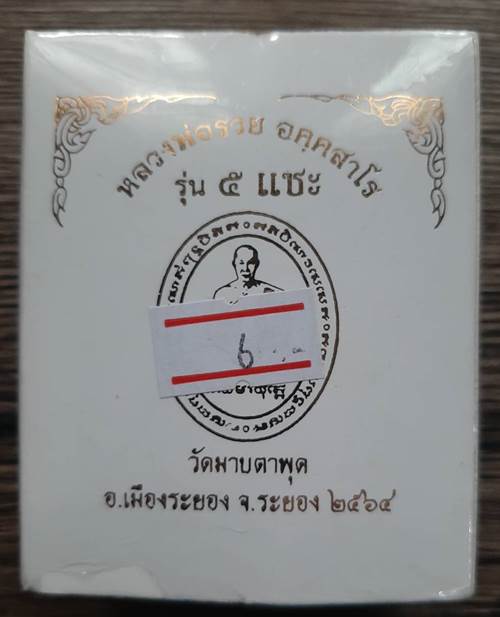 หลวงพ่อรวย อคฺคสาโร
รุ่น ๕ แซะ
6
วัดมาบตาพุด
อ.เมืองระยอง จ.ระยอง ๒๕๖๔